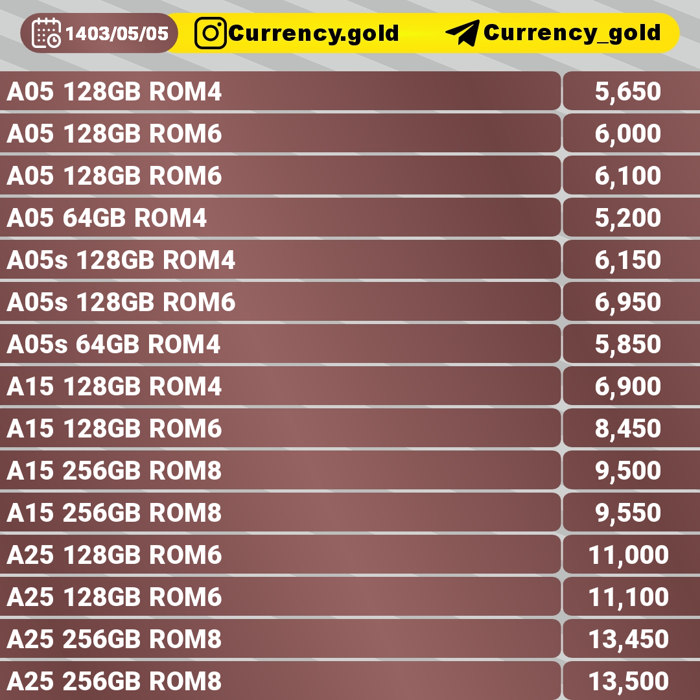 1403/05/05 Currency.gold Currency_gold
A05 128GB ROM4 5,650
A05 128GB ROM6 6,000
A05 128GB ROM6 6,100
A05 64GB ROM4 5,200
A05s 128GB ROM4 6,150
A05s 128GB ROM6 6,950
A05s 64GB ROM4 5,850
A15 128GB ROM4 6,900
A15 128GB ROM6 8,450
A15 256GB ROM8 9,500
A15 256GB ROM8 9,550
A25 128GB ROM6 11,000
A25 128GB ROM6 11,100
A25 256GB ROM8 13,450
A25 256GB ROM8 13,500